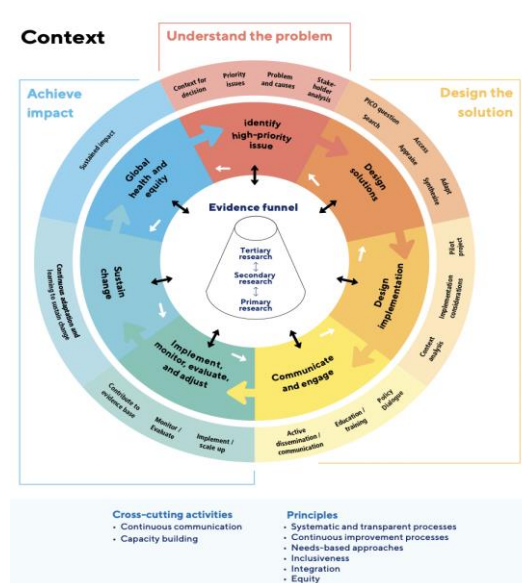 Context
Understand the problem
Achieve
impact
Design the
solution
Context for
decision
Priority
issues
Problem
and causes
Stake-
holder
analysis
PICO question
Search
Access
Appraise
Synthesise
Adapt
Pilot
project
Implementation
considerations
Context
analysis
Policy
Dialogue
Education /
training
Active
dissemination /
communication
Implement /
scale up
Monitor /
Evaluate
Contribute to
evidence base
Continuous adaptation and
learning to sustain change
Sustained impact
identify
high-priority
issue
Design
solutions
Design
implementation
Communicate
and engage
Implement,
monitor, evaluate,
and adjust
Sustain
change
Global
health and
equity
Evidence funnel
Tertiary
research
Secondary
research
Primary
research
Cross-cutting activities
• Continuous communication
• Capacity building
Principles
• Systematic and transparent processes
• Continuous improvement processes
• Needs-based approaches
• Inclusiveness
• Integration
• Equity